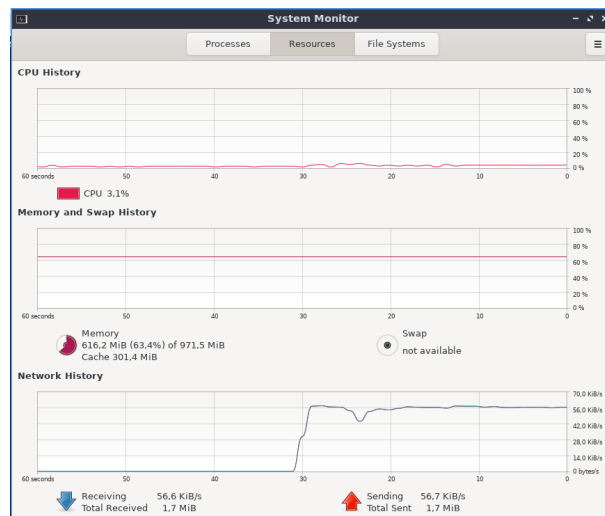 System Monitor
Processes Resources File Systems
CPU History
100 %
80 %
60 %
40 %
20 %
0 %
60 seconds 50 40 30 20 10 0
CPU 3,1%
Memory and Swap History
100 %
80 %
60 %
40 %
20 %
0 %
60 seconds 50 40 30 20 10 0
Memory
616,2 MiB (63,4%) of 971,5 MiB
Cache 301,4 MiB
Swap
not available
Network History
70,0 KiB/s
56,0 KiB/s
42,0 KiB/s
28,0 KiB/s
14,0 KiB/s
0 bytes/s
60 seconds 50 40 30 20 10 0
Receiving 56,6 KiB/s
Total Received 1,7 MiB
Sending 56,7 KiB/s
Total Sent 1,7 MiB